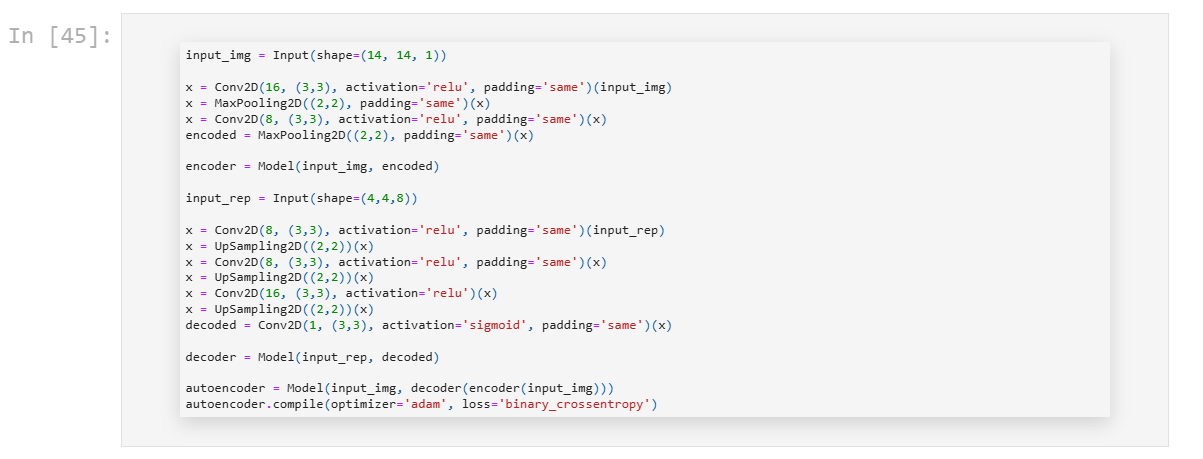 In [45]:
input_img = Input(shape=(14, 14, 1))
x = Conv2D(16, (3,3), activation='relu', padding='same')(input_img)
x = MaxPooling2D((2,2), padding='same')(x)
x = Conv2D(8, (3,3), activation='relu', padding='same')(x)
encoded = MaxPooling2D((2,2), padding='same')(x)
encoder = Model(input_img, encoded)
input_rep = Input(shape=(4,4,8))
x = Conv2D(8, (3,3), activation='relu', padding='same')(input_rep)
x = UpSampling2D((2,2))(x)
x = Conv2D(8, (3,3), activation='relu', padding='same')(x)
x = UpSampling2D((2,2))(x)
x = Conv2D(16, (3,3), activation='relu')(x)
x = UpSampling2D((2,2))(x)
decoded = Conv2D(1, (3,3), activation='sigmoid', padding='same')(x)
decoder = Model(input_rep, decoded)
autoencoder = Model(input_img, decoder(encoder(input_img)))
autoencoder.compile(optimizer='adam', loss='binary_crossentropy')